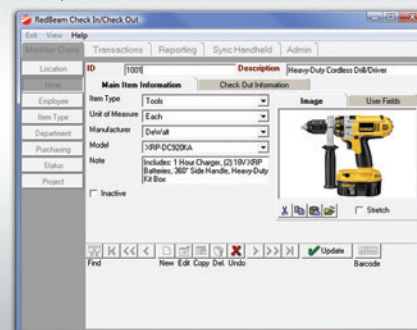 RedBeam Check In/Check Out
Exit View Help
Master Data Transactions Reporting Sync Handheld Admin
Location
Item
Employee
Item Type
Department
Purchasing
Status
Project
ID 1001 Description Heavy-Duty Cordless Drill/Driver
Main Item Information Check Out Information
Item Type Tools
Unit of Measure Each
Manufacturer DeWalt
Model XRP-DC920KA
Note Includes: 1 Hour Charger, (2) 18V XRP
Batteries, 360° Side Handle, Heavy-Duty
Kit Box
Inactive
Image User Fields
Stretch
Update
Find New Edit Copy Del. Undo Barcode